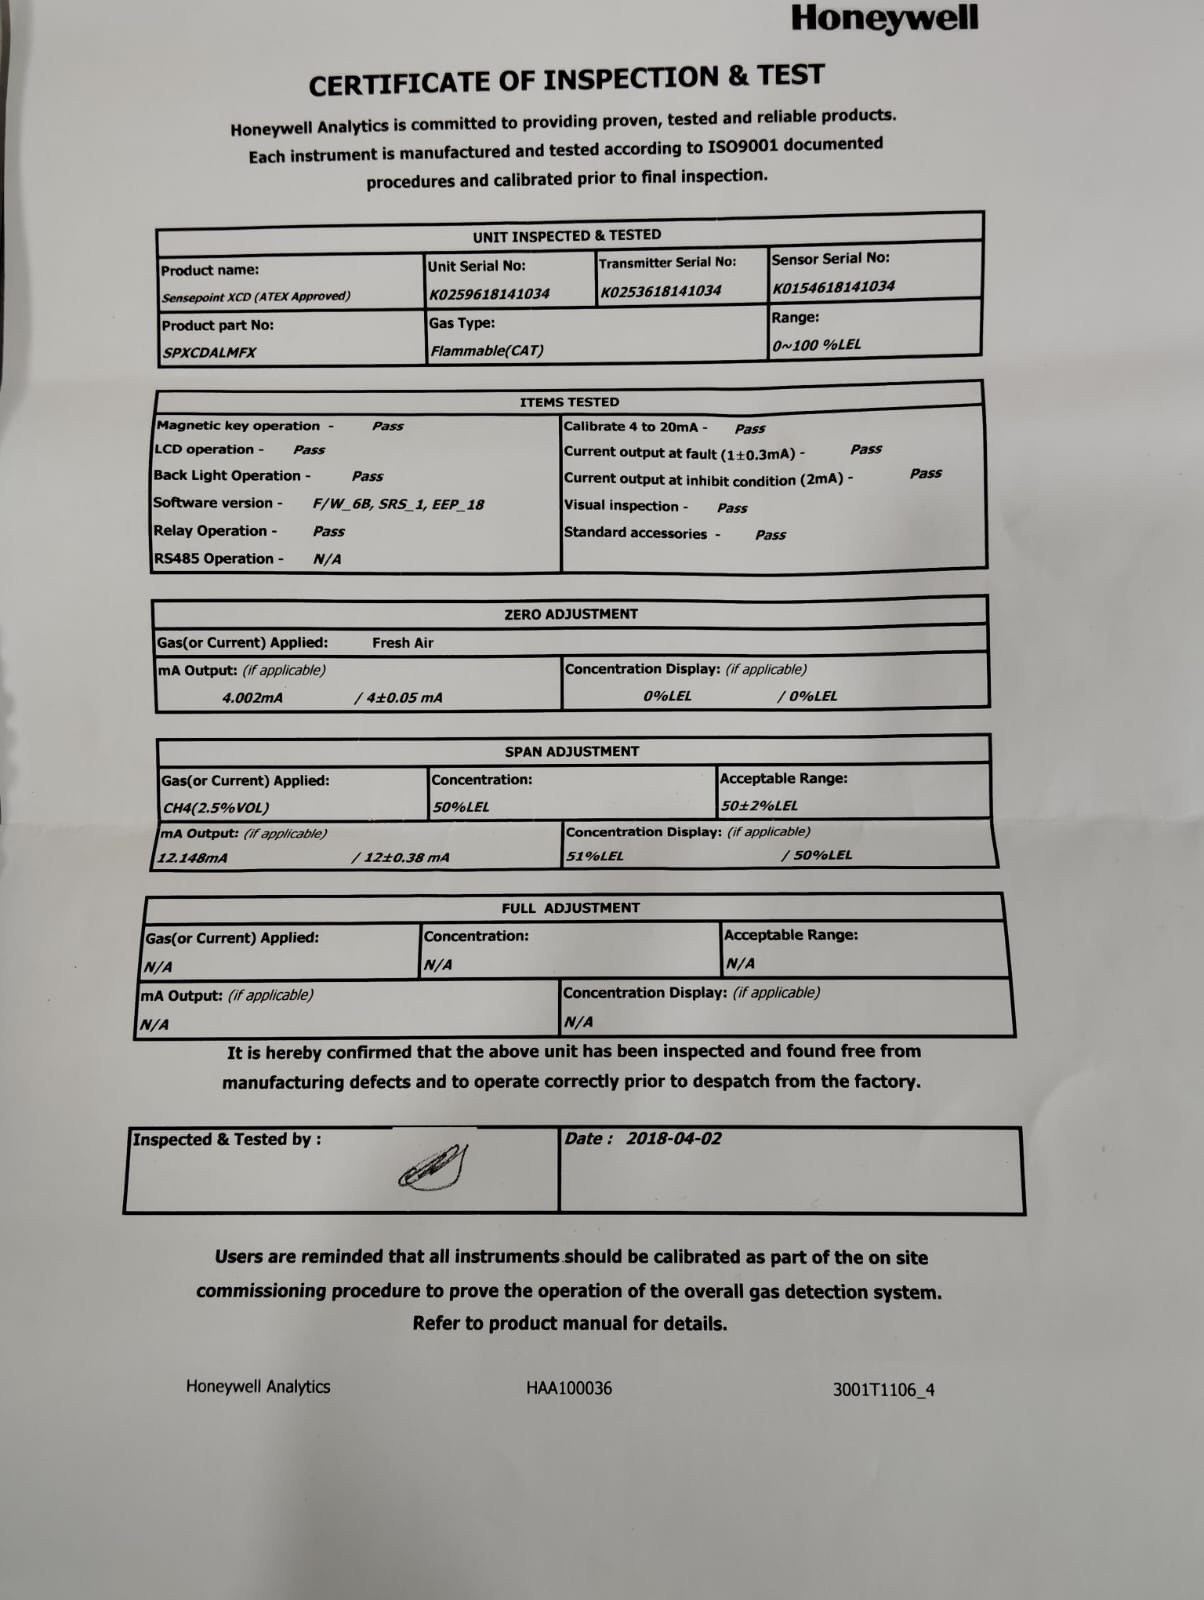 Honeywell
CERTIFICATE OF INSPECTION & TEST
Honeywell Analytics is committed to providing proven, tested and reliable products.
Each instrument is manufactured and tested according to ISO9001 documented
procedures and calibrated prior to final inspection.
UNIT INSPECTED & TESTED
Product name: Unit Serial No: Transmitter Serial No: Sensor Serial No:
Sensepoint XCD (ATEX Approved) K0259618141034 K0253618141034 K0154618141034
Product part No: Gas Type: Range:
SPXCDALMFX Flammable(CAT) 0~100 %LEL
ITEMS TESTED
Magnetic key operation - Pass Calibrate 4 to 20mA - Pass
LCD operation - Pass Current output at fault (1±0.3mA) - Pass
Back Light Operation - Pass Current output at inhibit condition (2mA) - Pass
Software version - F/W_6B, SRS_1, EEP_18 Visual inspection - Pass
Relay Operation - Pass Standard accessories - Pass
RS485 Operation - N/A
ZERO ADJUSTMENT
Gas(or Current) Applied: Fresh Air
mA Output: (if applicable) Concentration Display: (if applicable)
4.002mA / 4±0.05 mA 0%LEL / 0%LEL
SPAN ADJUSTMENT
Gas(or Current) Applied: Concentration: Acceptable Range:
CH4(2.5%VOL) 50%LEL 50±2%LEL
mA Output: (if applicable) Concentration Display: (if applicable)
12.148mA / 12±0.38 mA 51%LEL / 50%LEL
FULL ADJUSTMENT
Gas(or Current) Applied: Concentration: Acceptable Range:
N/A N/A N/A
mA Output: (if applicable) Concentration Display: (if applicable)
N/A N/A
It is hereby confirmed that the above unit has been inspected and found free from
manufacturing defects and to operate correctly prior to despatch from the factory.
Inspected & Tested by : Date : 2018-04-02
Users are reminded that all instruments should be calibrated as part of the on site
commissioning procedure to prove the operation of the overall gas detection system.
Refer to product manual for details.
Honeywell Analytics HAA100036 3001T1106_4